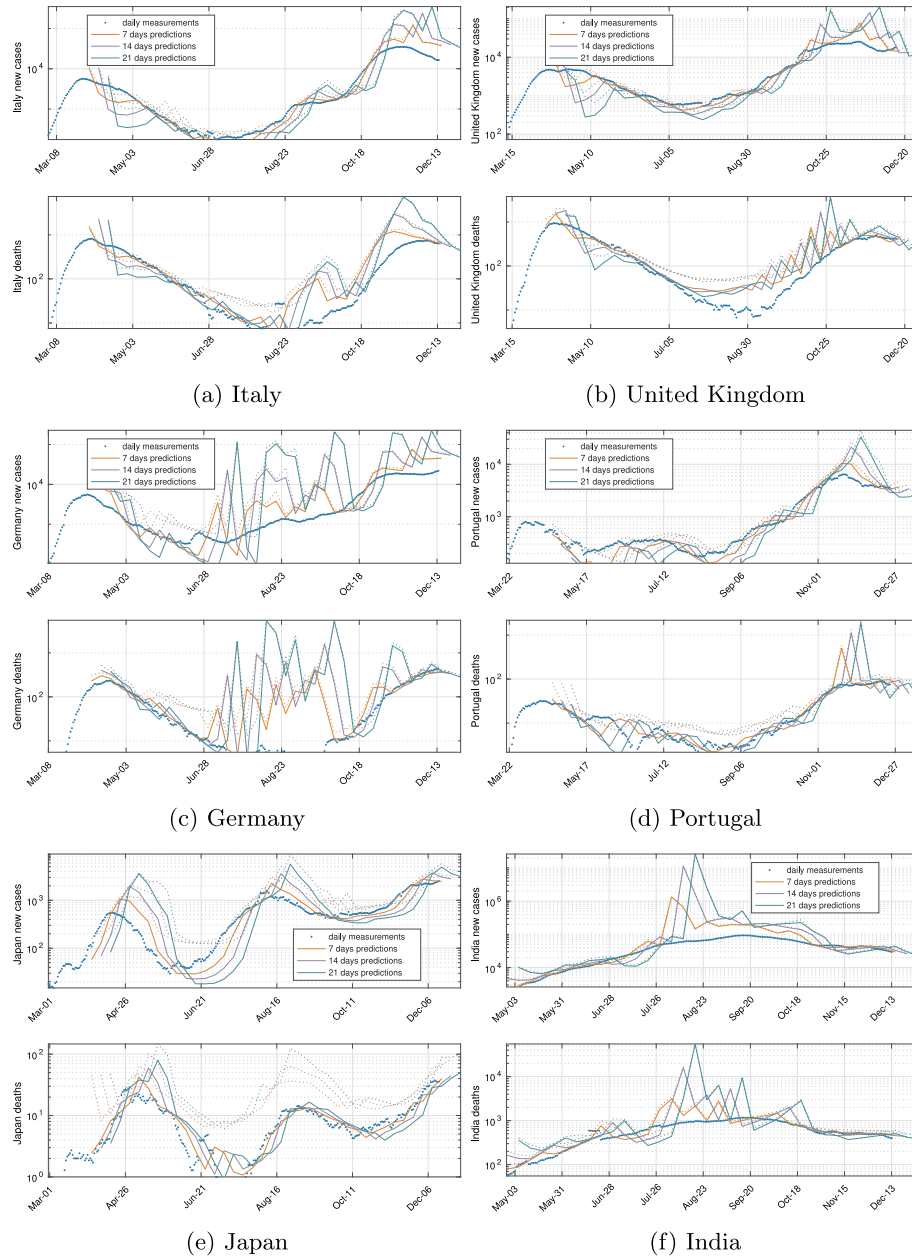 daily measurements
7 days predictions
14 days predictions
21 days predictions
Italy new cases
10^4
Mar-08 May-03 Jun-28 Aug-23 Oct-18 Dec-13
Italy deaths
10^2
Mar-08 May-03 Jun-28 Aug-23 Oct-18 Dec-13
(a) Italy
daily measurements
7 days predictions
14 days predictions
21 days predictions
United Kingdom new cases
10^4
10^2
Mar-15 May-10 Jul-05 Aug-30 Oct-25 Dec-20
United Kingdom deaths
10^2
Mar-15 May-10 Jul-05 Aug-30 Oct-25 Dec-20
(b) United Kingdom
daily measurements
7 days predictions
14 days predictions
21 days predictions
Germany new cases
10^4
Mar-08 May-03 Jun-28 Aug-23 Oct-18 Dec-13
Germany deaths
10^2
Mar-08 May-03 Jun-28 Aug-23 Oct-18 Dec-13
(c) Germany
daily measurements
7 days predictions
14 days predictions
21 days predictions
Portugal new cases
10^4
10^3
Mar-22 May-17 Jul-12 Sep-06 Nov-01 Dec-27
Portugal deaths
10^2
Mar-22 May-17 Jul-12 Sep-06 Nov-01 Dec-27
(d) Portugal
daily measurements
7 days predictions
14 days predictions
21 days predictions
Japan new cases
10^3
10^2
Mar-01 Apr-26 Jun-21 Aug-16 Oct-11 Dec-06
Japan deaths
10^2
10^1
10^0
Mar-01 Apr-26 Jun-21 Aug-16 Oct-11 Dec-06
(e) Japan
daily measurements
7 days predictions
14 days predictions
21 days predictions
India new cases
10^6
10^4
May-03 May-31 Jun-28 Jul-26 Aug-23 Sep-20 Oct-18 Nov-15 Dec-13
India deaths
10^4
10^3
10^2
May-03 May-31 Jun-28 Jul-26 Aug-23 Sep-20 Oct-18 Nov-15 Dec-13
(f) India